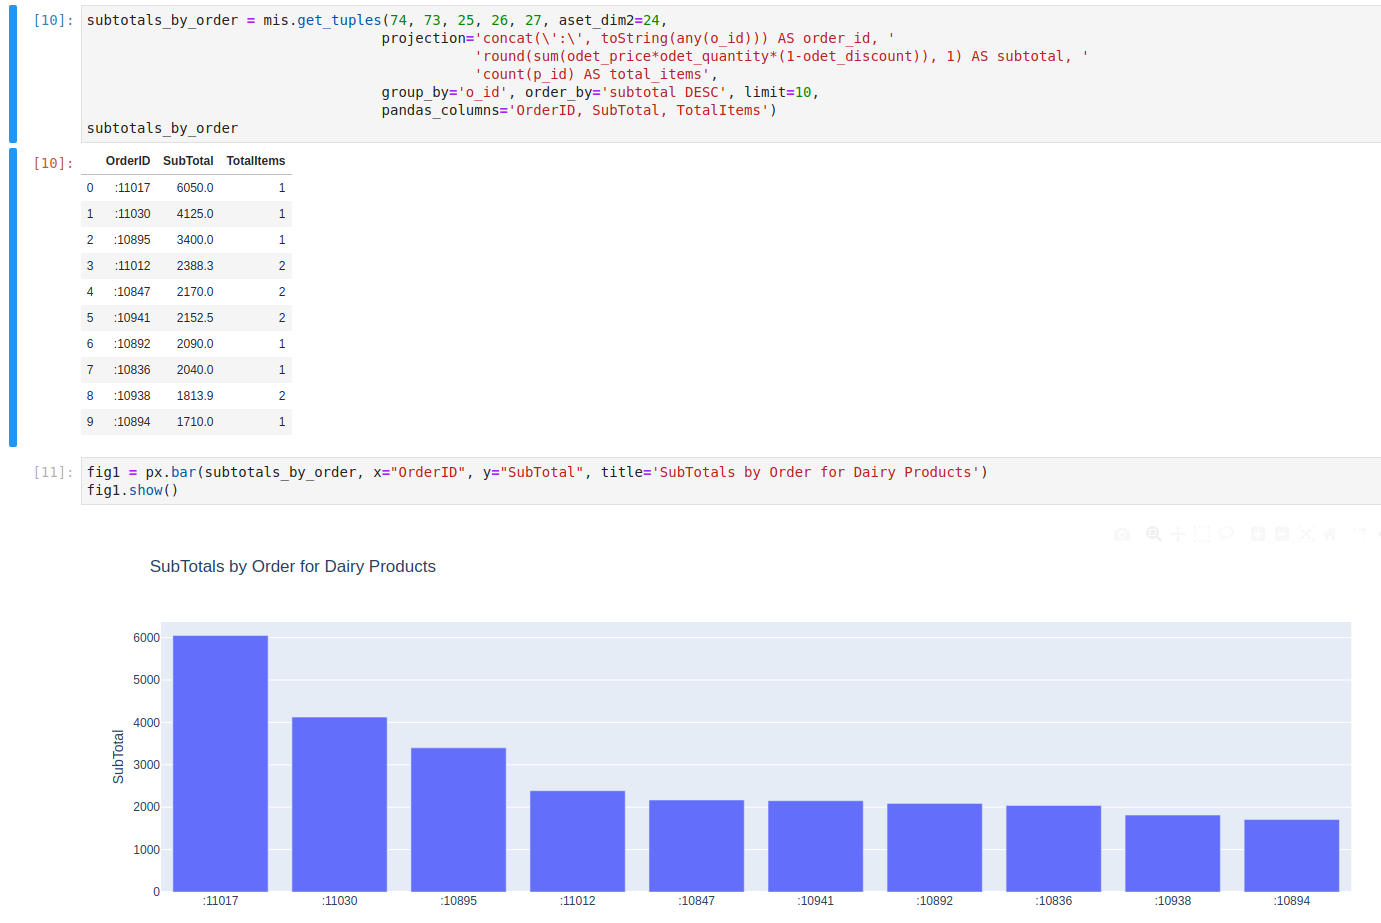 [10]: subtotals_by_order = mis.get_tuples(74, 73, 25, 26, 27, aset_dim2=24,
projection='concat(\':\', toString(any(o_id))) AS order_id, '
'round(sum(odet_price*odet_quantity*(1-odet_discount)), 1) AS subtotal, '
'count(p_id) AS total_items',
group_by='o_id', order_by='subtotal DESC', limit=10,
pandas_columns='OrderID, SubTotal, TotalItems')
subtotals_by_order
[10]: OrderID SubTotal TotalItems
0 :11017 6050.0 1
1 :11030 4125.0 1
2 :10895 3400.0 1
3 :11012 2388.3 2
4 :10847 2170.0 2
5 :10941 2152.5 2
6 :10892 2090.0 1
7 :10836 2040.0 1
8 :10938 1813.9 2
9 :10894 1710.0 1
[11]: fig1 = px.bar(subtotals_by_order, x="OrderID", y="SubTotal", title='SubTotals by Order for Dairy Products')
fig1.show()
SubTotals by Order for Dairy Products
6000
5000
4000
3000
2000
1000
0
SubTotal
:11017 :11030 :10895 :11012 :10847 :10941 :10892 :10836 :10938 :10894